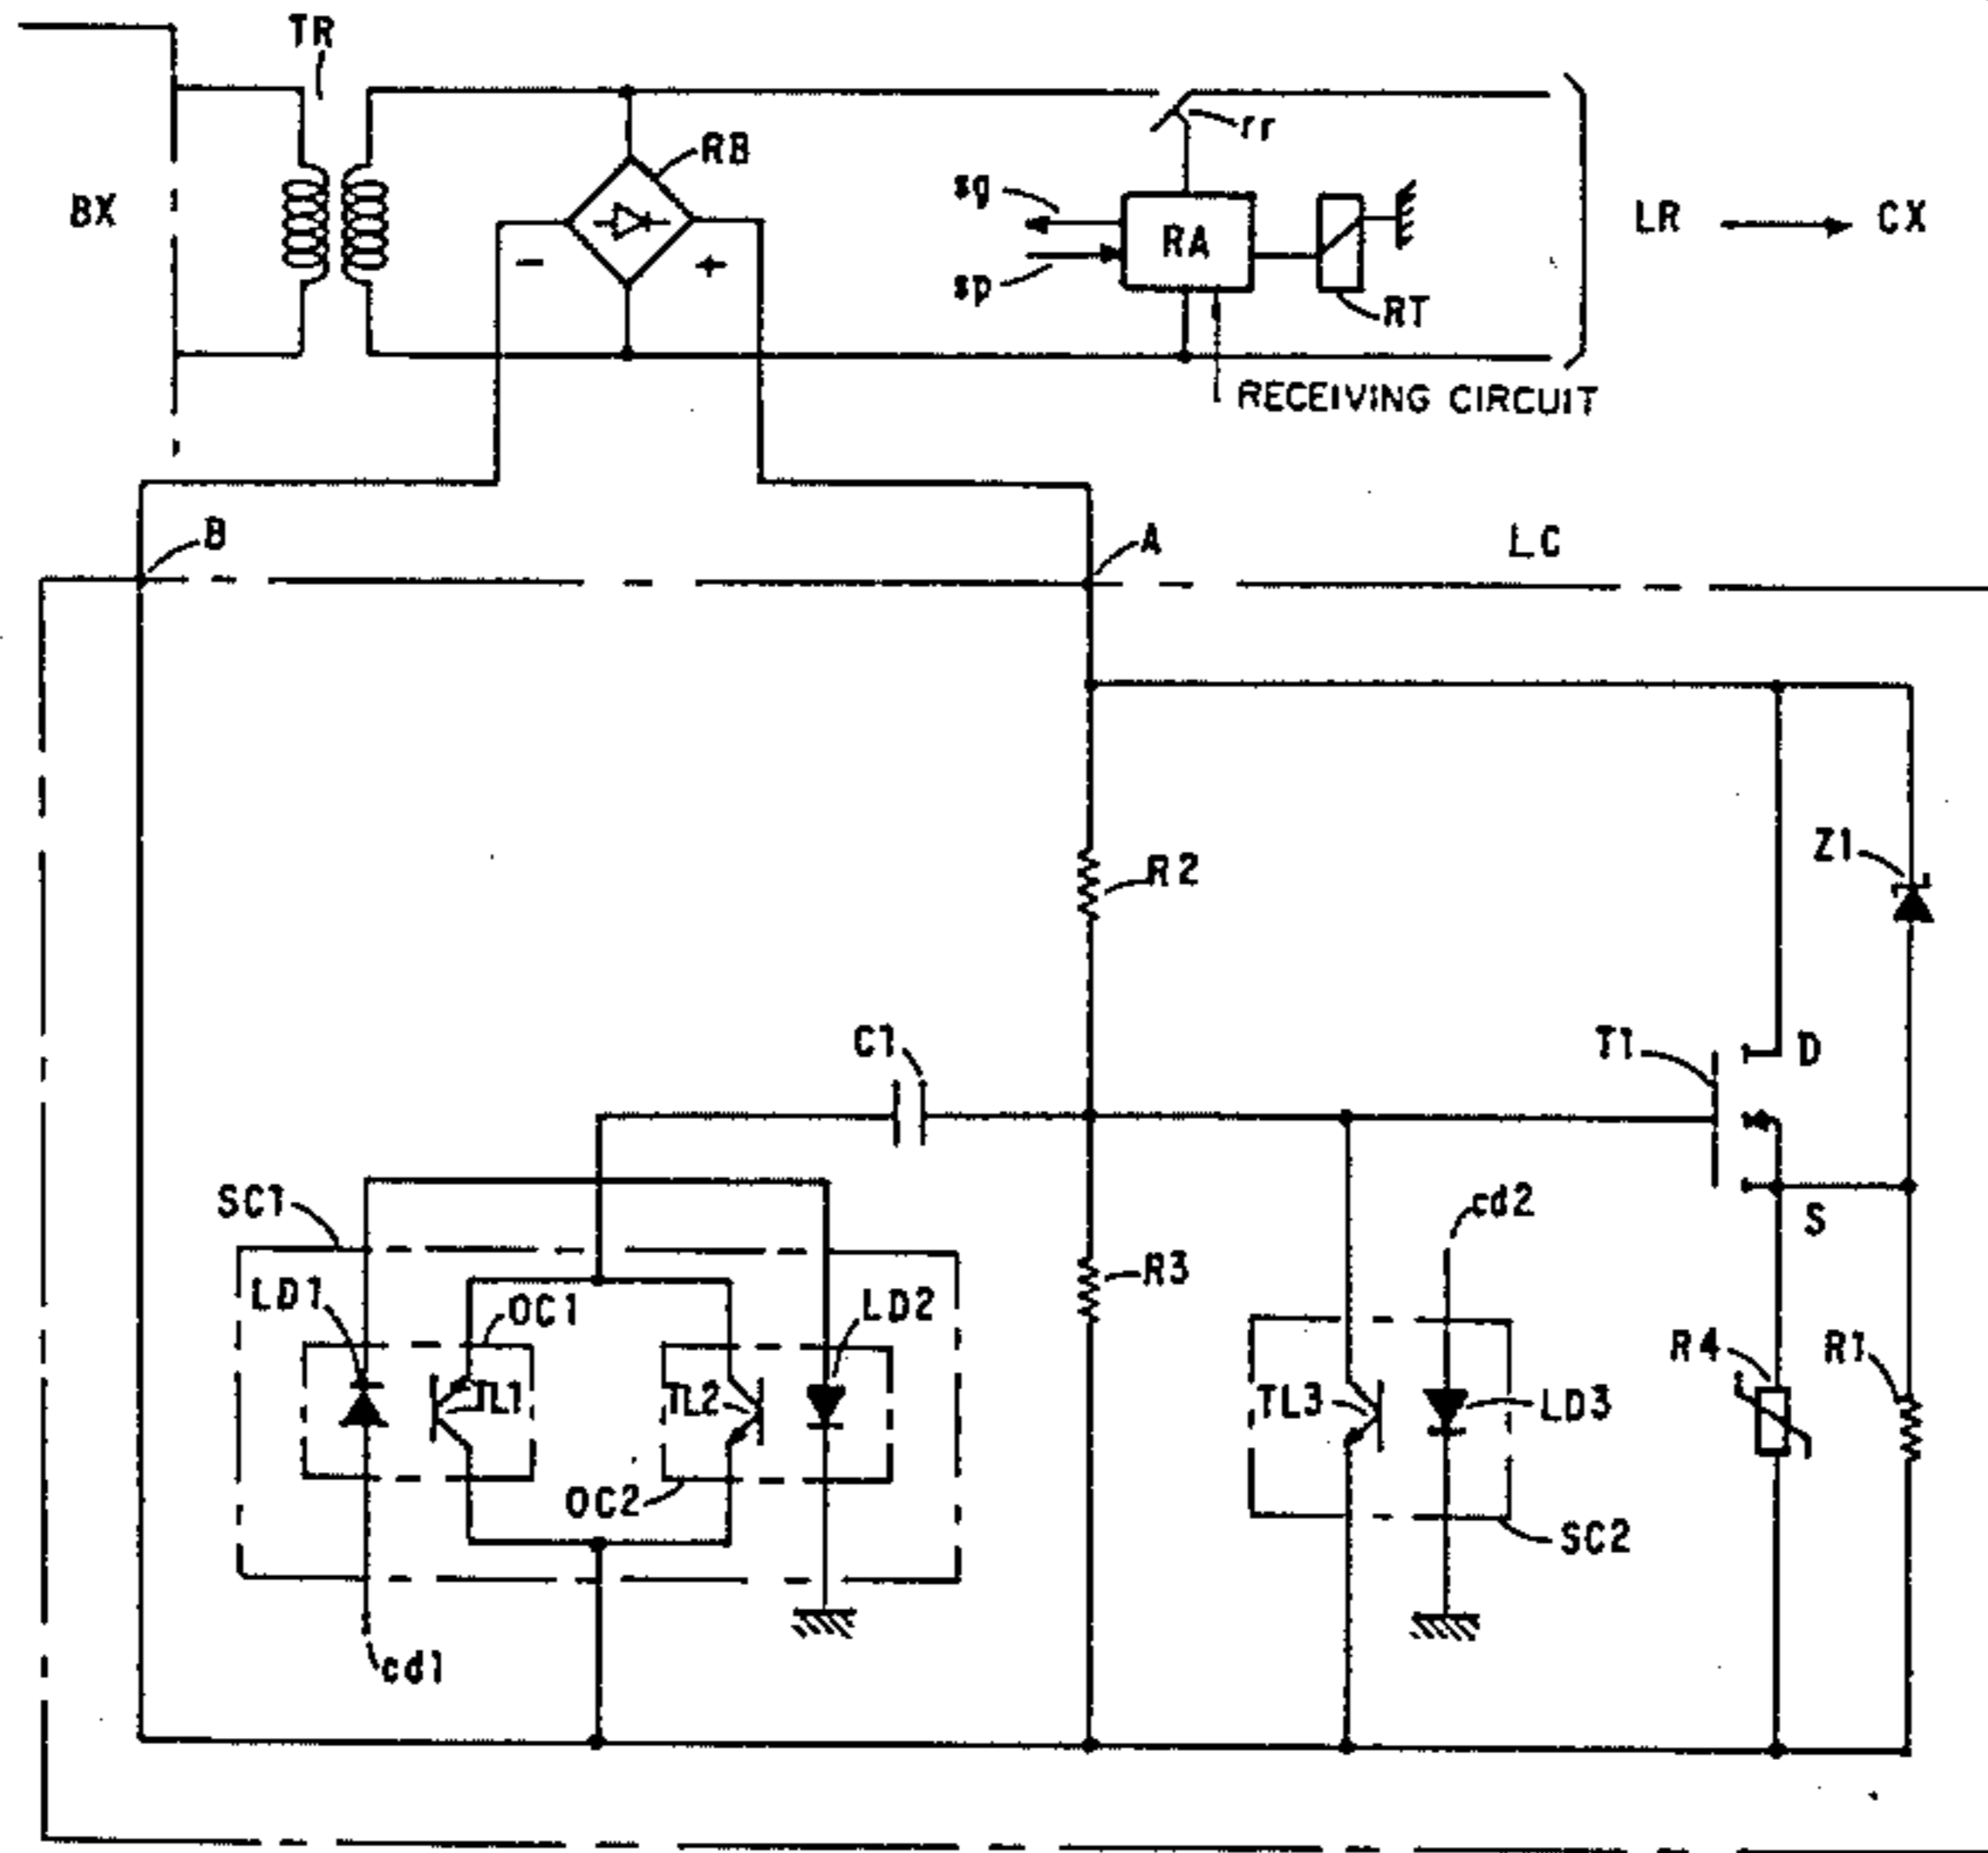 TR
BX
RB
rr
sg
sp
RA
RT
LR
CX
-
+
RECEIVING CIRCUIT
B
A
LC
R2
Z1
C1
T1
D
S
SC1
cd2
LD1
OC1
LD2
R3
TL1
TL2
TL3
LD3
R4
R1
OC2
SC2
cd1